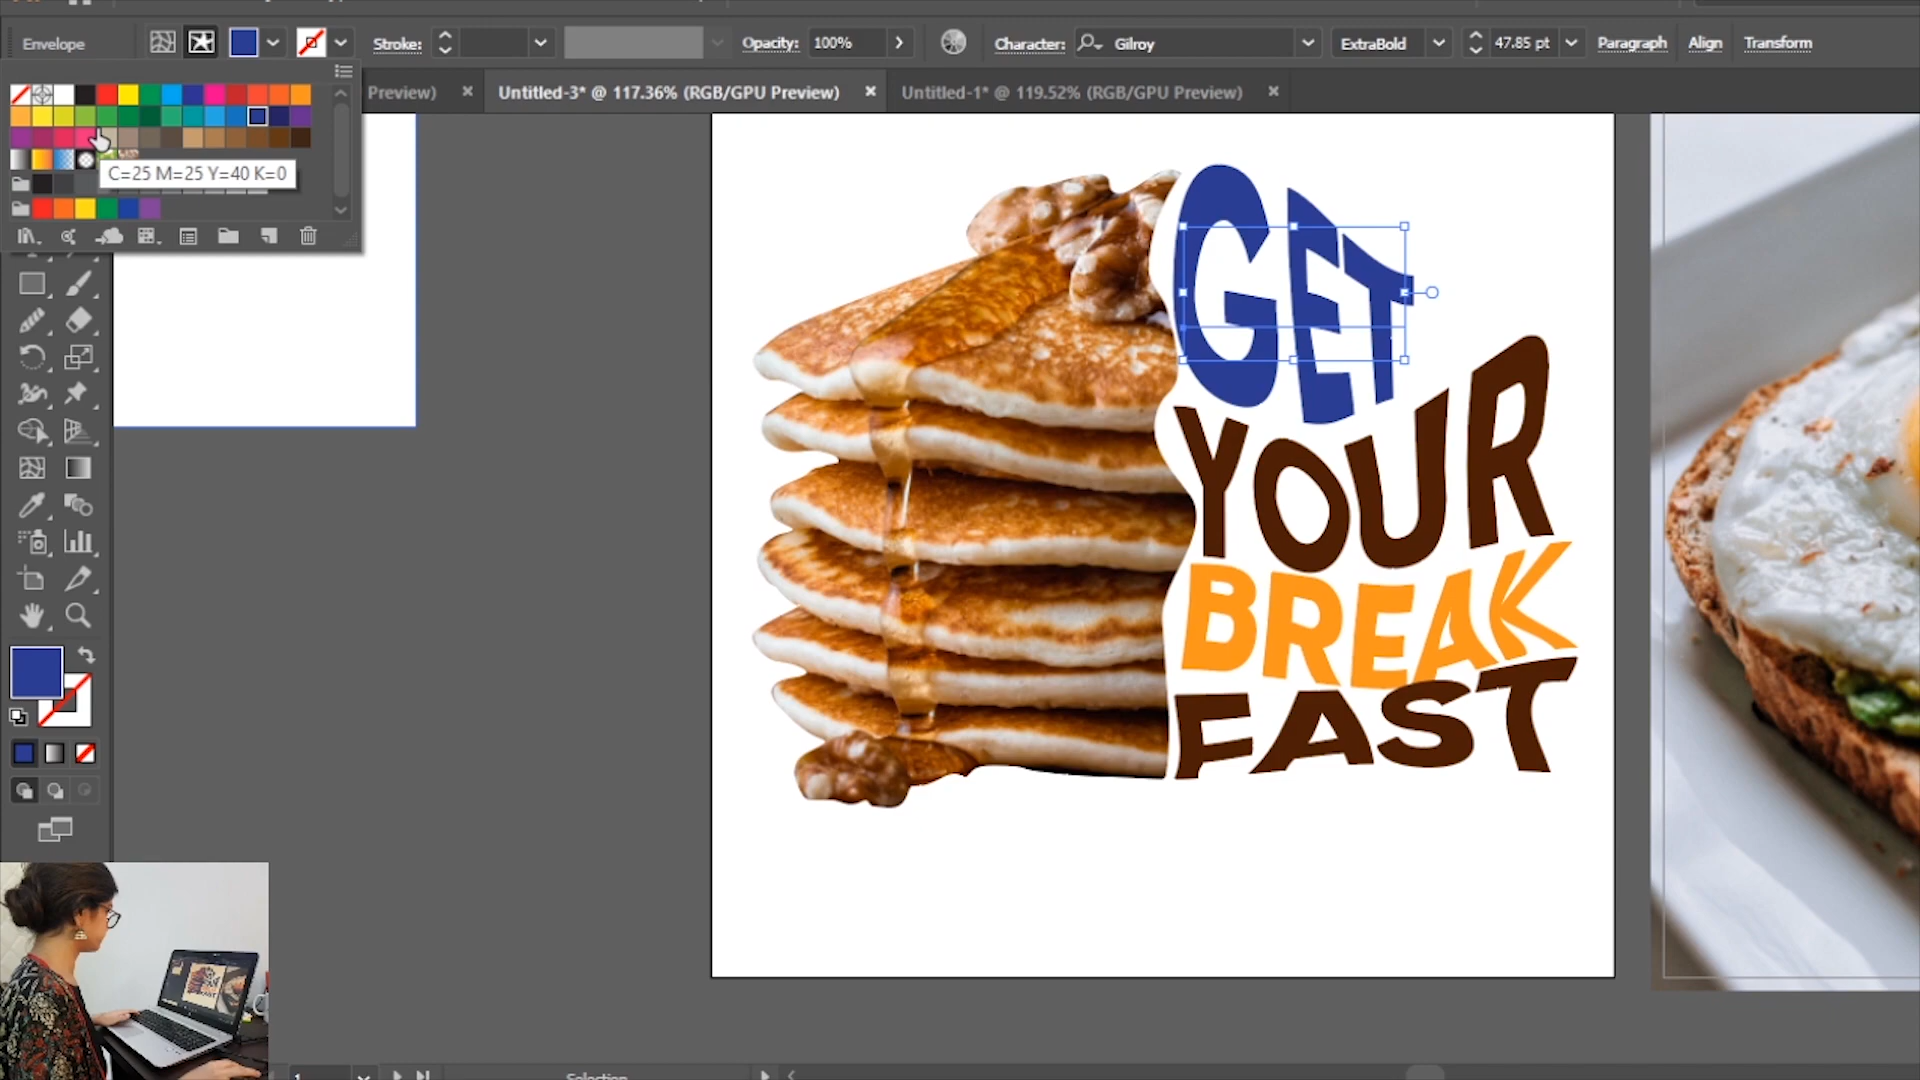 Envelope Stroke: Opacity: 100% Character: Gilroy ExtraBold 47.85 pt Paragraph Align Transform
Preview) × Untitled-3* @ 117.36% (RGB/GPU Preview) × Untitled-1* @ 119.52% (RGB/GPU Preview) ×
C=25 M=25 Y=40 K=0
GET
YOUR
BREAK
FAST
1 Selection